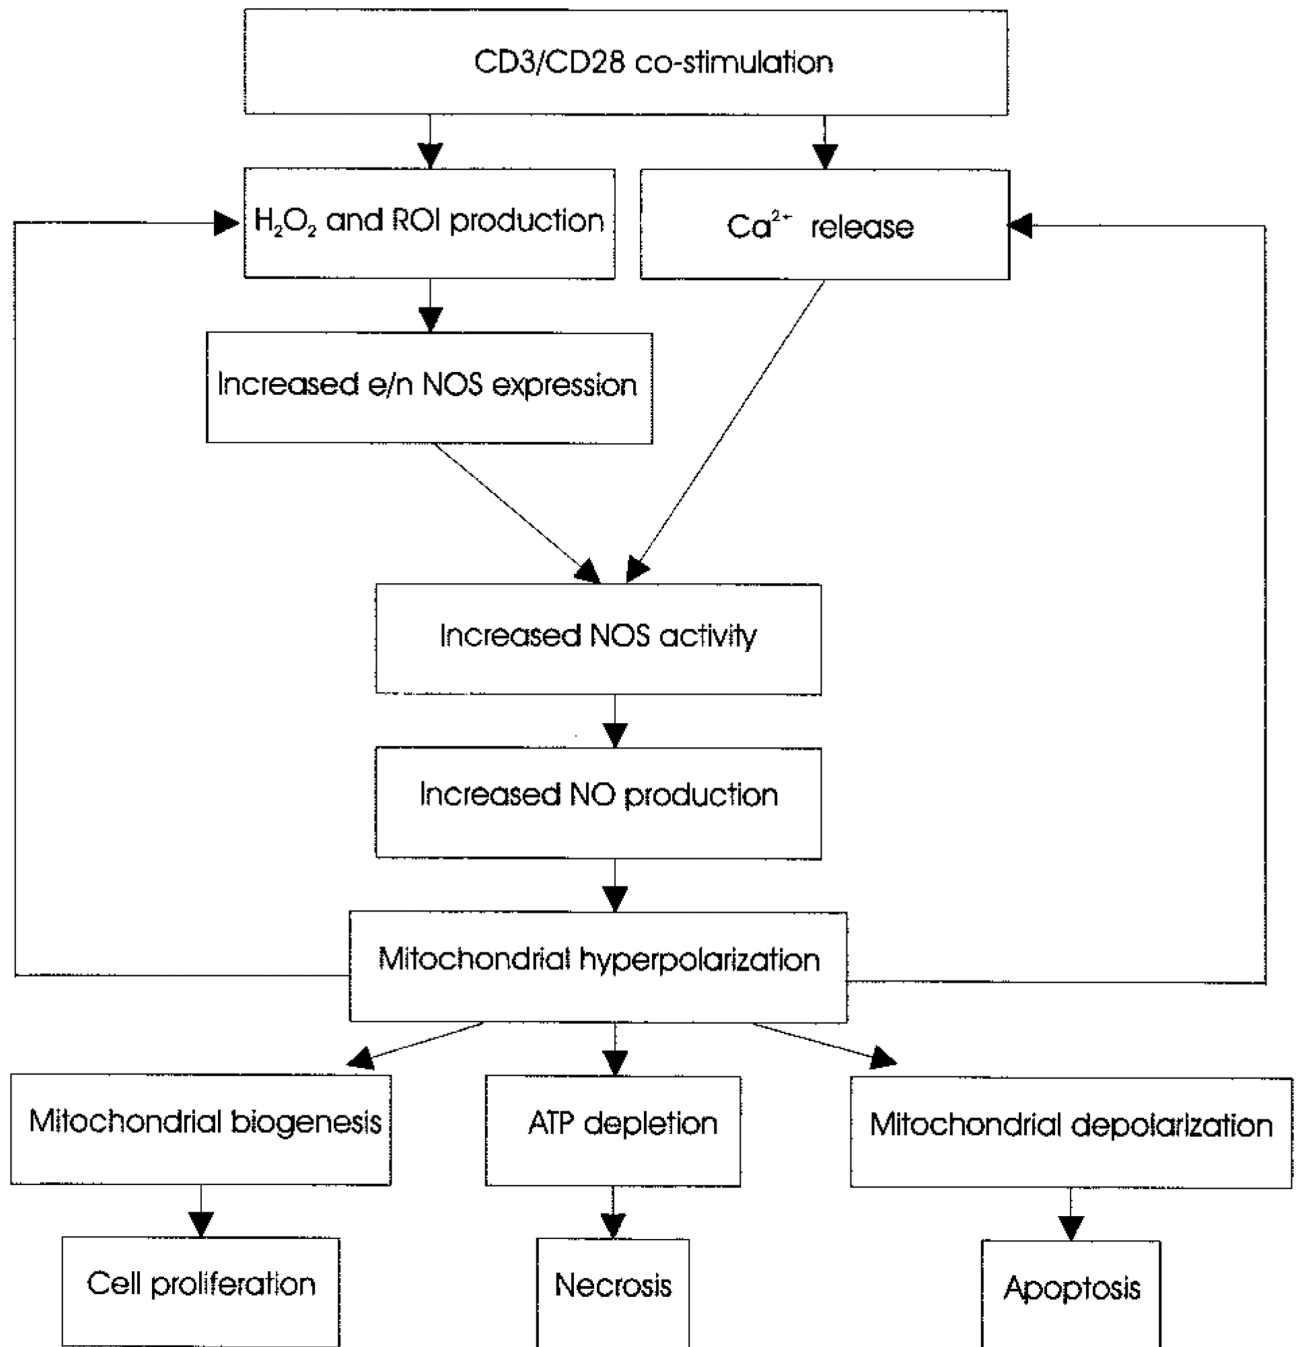 CD3/CD28 co-stimulation
H₂O₂ and ROI production
Ca²⁺ release
Increased e/n NOS expression
Increased NOS activity
Increased NO production
Mitochondrial hyperpolarization
Mitochondrial biogenesis
ATP depletion
Mitochondrial depolarization
Cell proliferation
Necrosis
Apoptosis